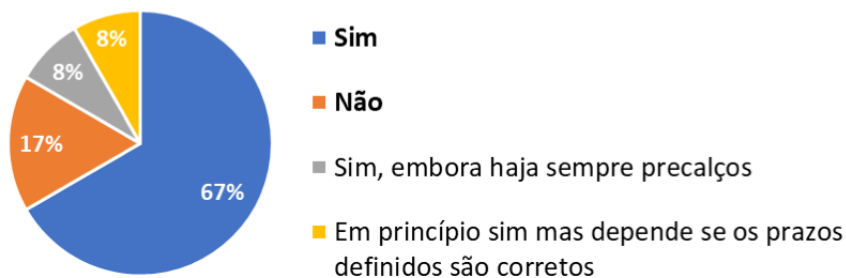 8%
8%
17%
67%
Sim
Não
Sim, embora haja sempre precalços
Em princípio sim mas depende se os prazos
definidos são corretos